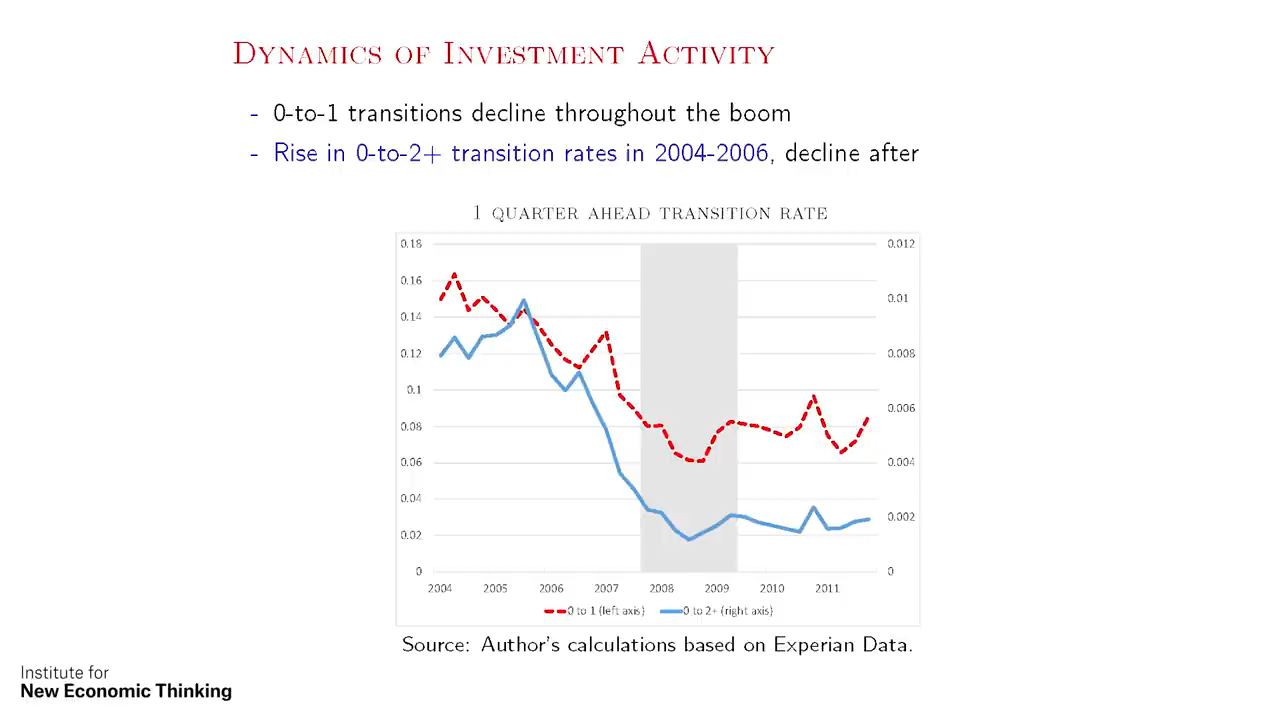 DYNAMICS OF INVESTMENT ACTIVITY
- 0-to-1 transitions decline throughout the boom
- Rise in 0-to-2+ transition rates in 2004-2006, decline after
1 QUARTER AHEAD TRANSITION RATE
0.18 0.012
0.16
0.01
0.14
0.12 0.008
0.1
0.006
0.08
0.06 0.004
0.04
0.002
0.02
0 0
2004 2005 2006 2007 2008 2009 2010 2011
0 to 1 (left axis) 0 to 2+ (right axis)
Source: Author's calculations based on Experian Data.
Institute for
New Economic Thinking